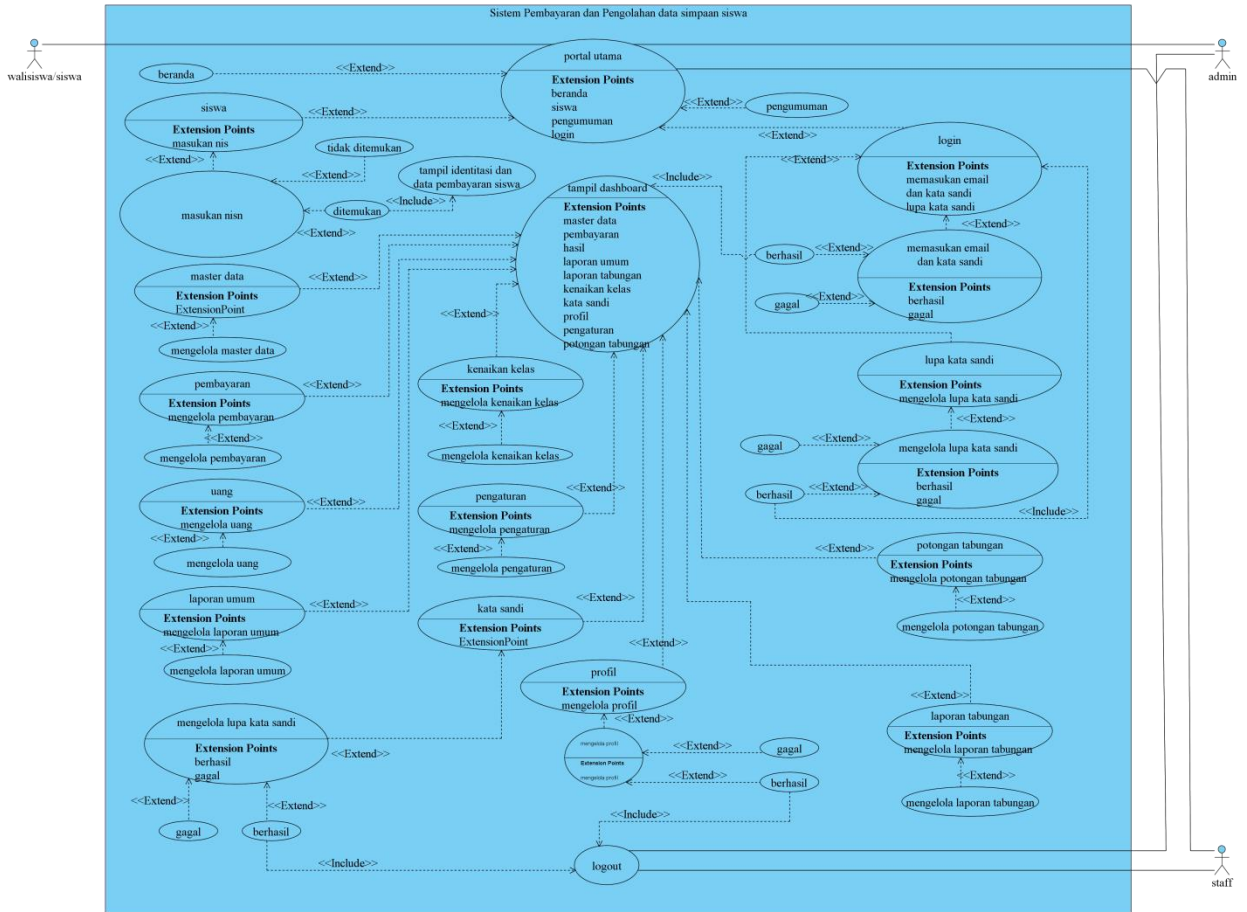 Sistem Pembayaran dan Pengolahan data simpaan siswa
walisiswa/siswa
admin
staff
portal utama
Extension Points
beranda
siswa
pengumuman
login
beranda
<<Extend>>
siswa
Extension Points
masukan nis
<<Extend>>
<<Extend>>
pengumuman
<<Extend>>
<<Extend>>
tidak ditemukan
<<Extend>>
masukan nisn
tampil identitasi dan
data pembayaran siswa
<<Include>>
ditemukan
<<Extend>>
login
Extension Points
memasukan email
dan kata sandi
lupa kata sandi
<<Extend>>
<<Extend>>
<<Include>>
tampil dashboard
Extension Points
master data
pembayaran
hasil
laporan umum
laporan tabungan
kenaikan kelas
kata sandi
profil
pengaturan
potongan tabungan
memasukan email
dan kata sandi
Extension Points
berhasil
gagal
berhasil
<<Extend>>
gagal
<<Extend>>
master data
Extension Points
ExtensionPoint
<<Extend>>
<<Extend>>
mengelola master data
pembayaran
Extension Points
mengelola pembayaran
<<Extend>>
<<Extend>>
mengelola pembayaran
<<Extend>>
kenaikan kelas
Extension Points
mengelola kenaikan kelas
<<Extend>>
mengelola kenaikan kelas
lupa kata sandi
Extension Points
mengelola lupa kata sandi
<<Extend>>
mengelola lupa kata sandi
Extension Points
berhasil
gagal
gagal
<<Extend>>
berhasil
<<Extend>>
<<Include>>
uang
Extension Points
mengelola uang
<<Extend>>
<<Extend>>
mengelola uang
pengaturan
Extension Points
mengelola pengaturan
<<Extend>>
<<Extend>>
mengelola pengaturan
potongan tabungan
Extension Points
mengelola potongan tabungan
<<Extend>>
<<Extend>>
mengelola potongan tabungan
laporan umum
Extension Points
mengelola laporan umum
<<Extend>>
<<Extend>>
mengelola laporan umum
kata sandi
Extension Points
ExtensionPoint
<<Extend>>
profil
Extension Points
mengelola profil
<<Extend>>
<<Extend>>
mengelola profil
Extension Points
mengelola profil
<<Extend>>
gagal
<<Extend>>
berhasil
<<Extend>>
laporan tabungan
Extension Points
mengelola laporan tabungan
<<Extend>>
mengelola laporan tabungan
mengelola lupa kata sandi
Extension Points
berhasil
gagal
<<Extend>>
<<Extend>>
<<Extend>>
gagal
berhasil
<<Include>>
<<Include>>
logout